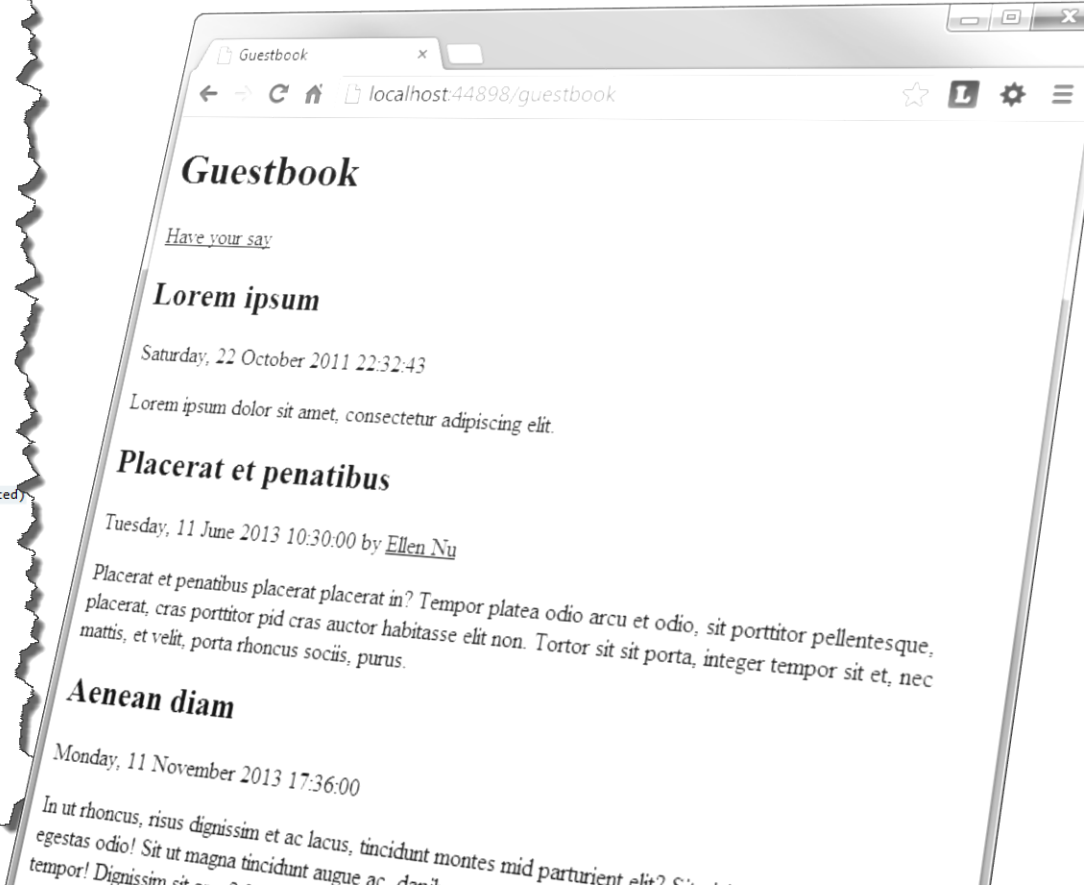 Guestbook
localhost:44898/guestbook
L
Guestbook
Have your say
Lorem ipsum
Saturday, 22 October 2011 22:32:43
Lorem ipsum dolor sit amet, consectetur adipiscing elit.
Placerat et penatibus
ted)
Tuesday, 11 June 2013 10:30:00 by Ellen Nu
Placerat et penatibus placerat placerat in? Tempor platea odio arcu et odio, sit porttitor pellentesque,
placerat, cras porttitor pid cras auctor habitasse elit non. Tortor sit sit porta, integer tempor sit et, nec
mattis, et velit, porta rhoncus sociis, purus.
Aenean diam
Monday, 11 November 2013 17:36:00
In ut rhoncus, risus dignissim et ac lacus, tincidunt montes mid parturient elit?
egestas odio! Sit ut magna tincidunt augue ac,
tempor! Dignissim sit